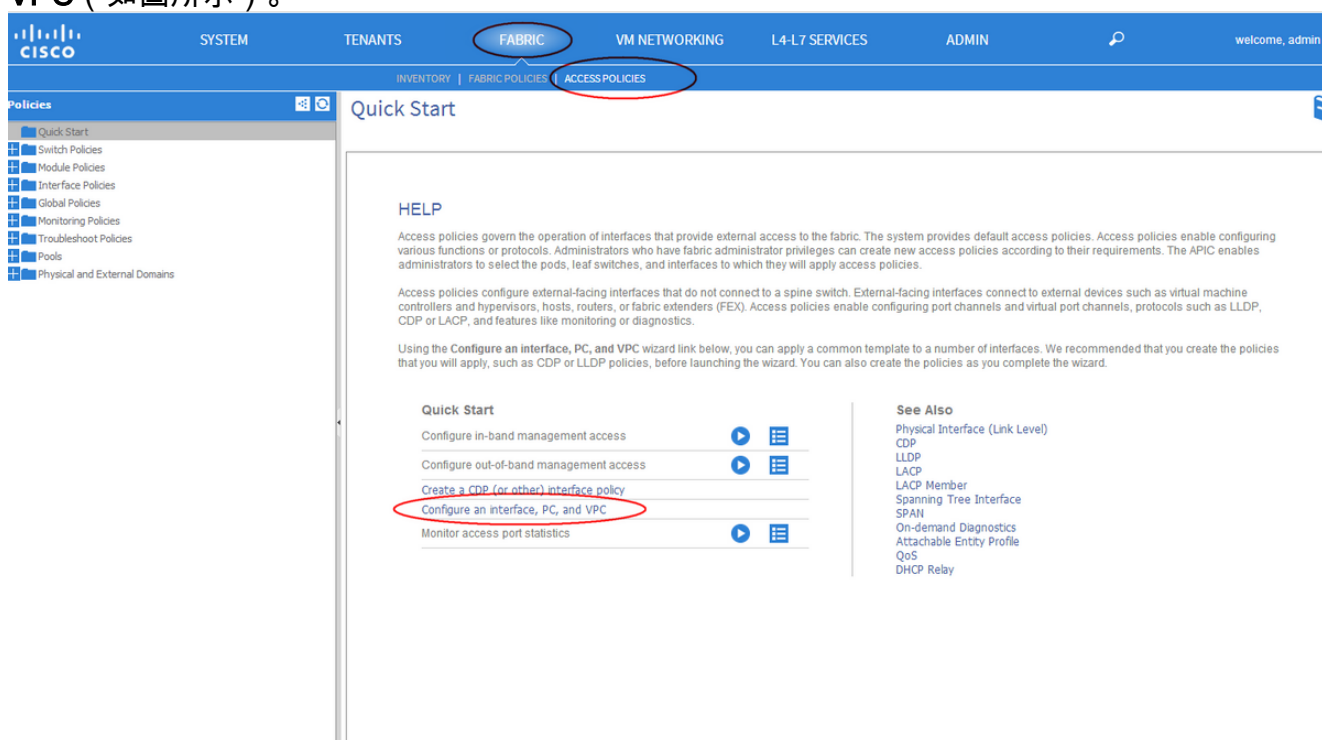 VPC ( 如圖所示 ) 。
CISCO
SYSTEM
TENANTS
FABRIC
VM NETWORKING
L4-L7 SERVICES
ADMIN
welcome, admin
INVENTORY | FABRIC POLICIES | ACCESS POLICIES
Policies
Quick Start
Switch Policies
Module Policies
Interface Policies
Global Policies
Monitoring Policies
Troubleshoot Policies
Pools
Physical and External Domains
Quick Start
HELP
Access policies govern the operation of interfaces that provide external access to the fabric. The system provides default access policies. Access policies enable configuring
various functions or protocols. Administrators who have fabric administrator privileges can create new access policies according to their requirements. The APIC enables
administrators to select the pods, leaf switches, and interfaces to which they will apply access policies.
Access policies configure external-facing interfaces that do not connect to a spine switch. External-facing interfaces connect to external devices such as virtual machine
controllers and hypervisors, hosts, routers, or fabric extenders (FEX). Access policies enable configuring port channels and virtual port channels, protocols such as LLDP,
CDP or LACP, and features like monitoring or diagnostics.
Using the Configure an interface, PC, and VPC wizard link below, you can apply a common template to a number of interfaces. We recommended that you create the policies
that you will apply, such as CDP or LLDP policies, before launching the wizard. You can also create the policies as you complete the wizard.
Quick Start
Configure in-band management access
Configure out-of-band management access
Create a CDP (or other) interface policy
Configure an interface, PC, and VPC
Monitor access port statistics
See Also
Physical Interface (Link Level)
CDP
LLDP
LACP
LACP Member
Spanning Tree Interface
SPAN
On-demand Diagnostics
Attachable Entity Profile
QoS
DHCP Relay